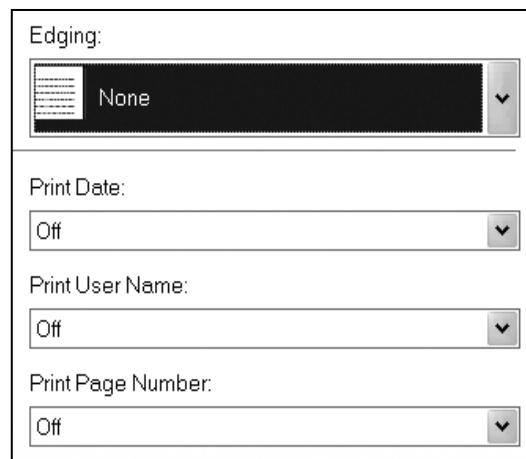 Edging:
None
Print Date:
Off
Print User Name:
Off
Print Page Number:
Off